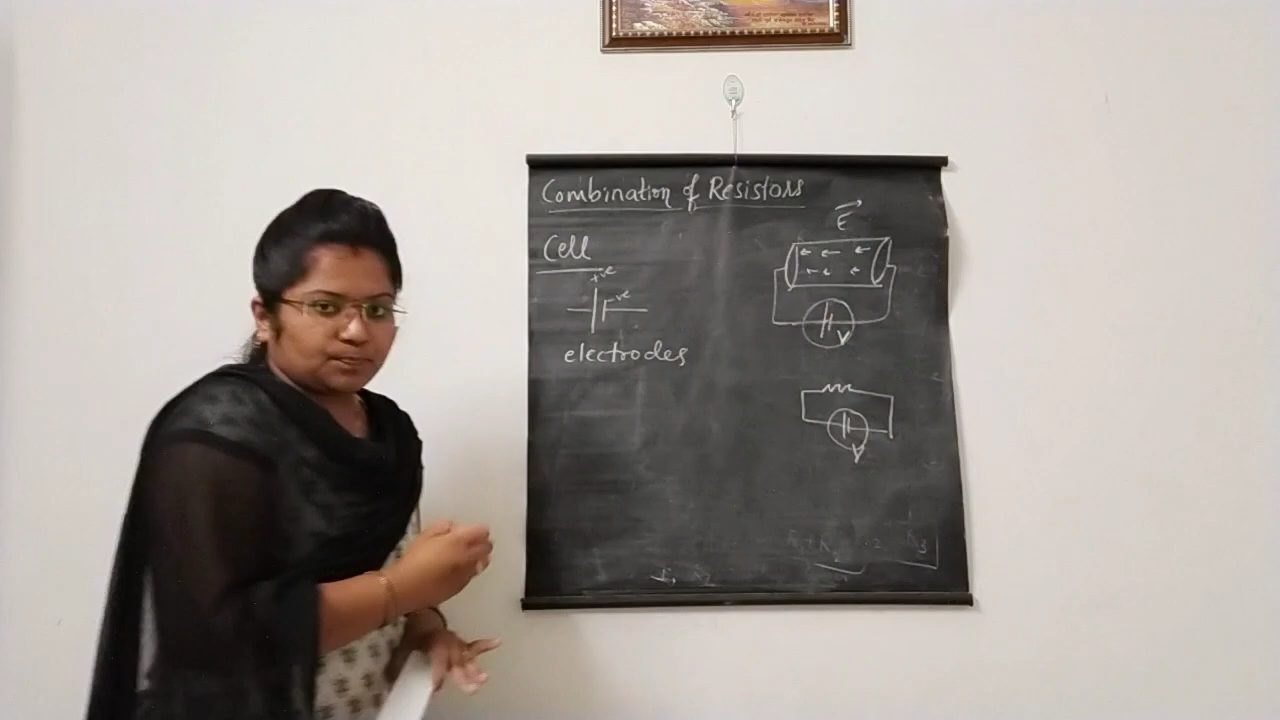 Combination of Resistors
Cell
+ve
-ve
electrodes
E
V
V